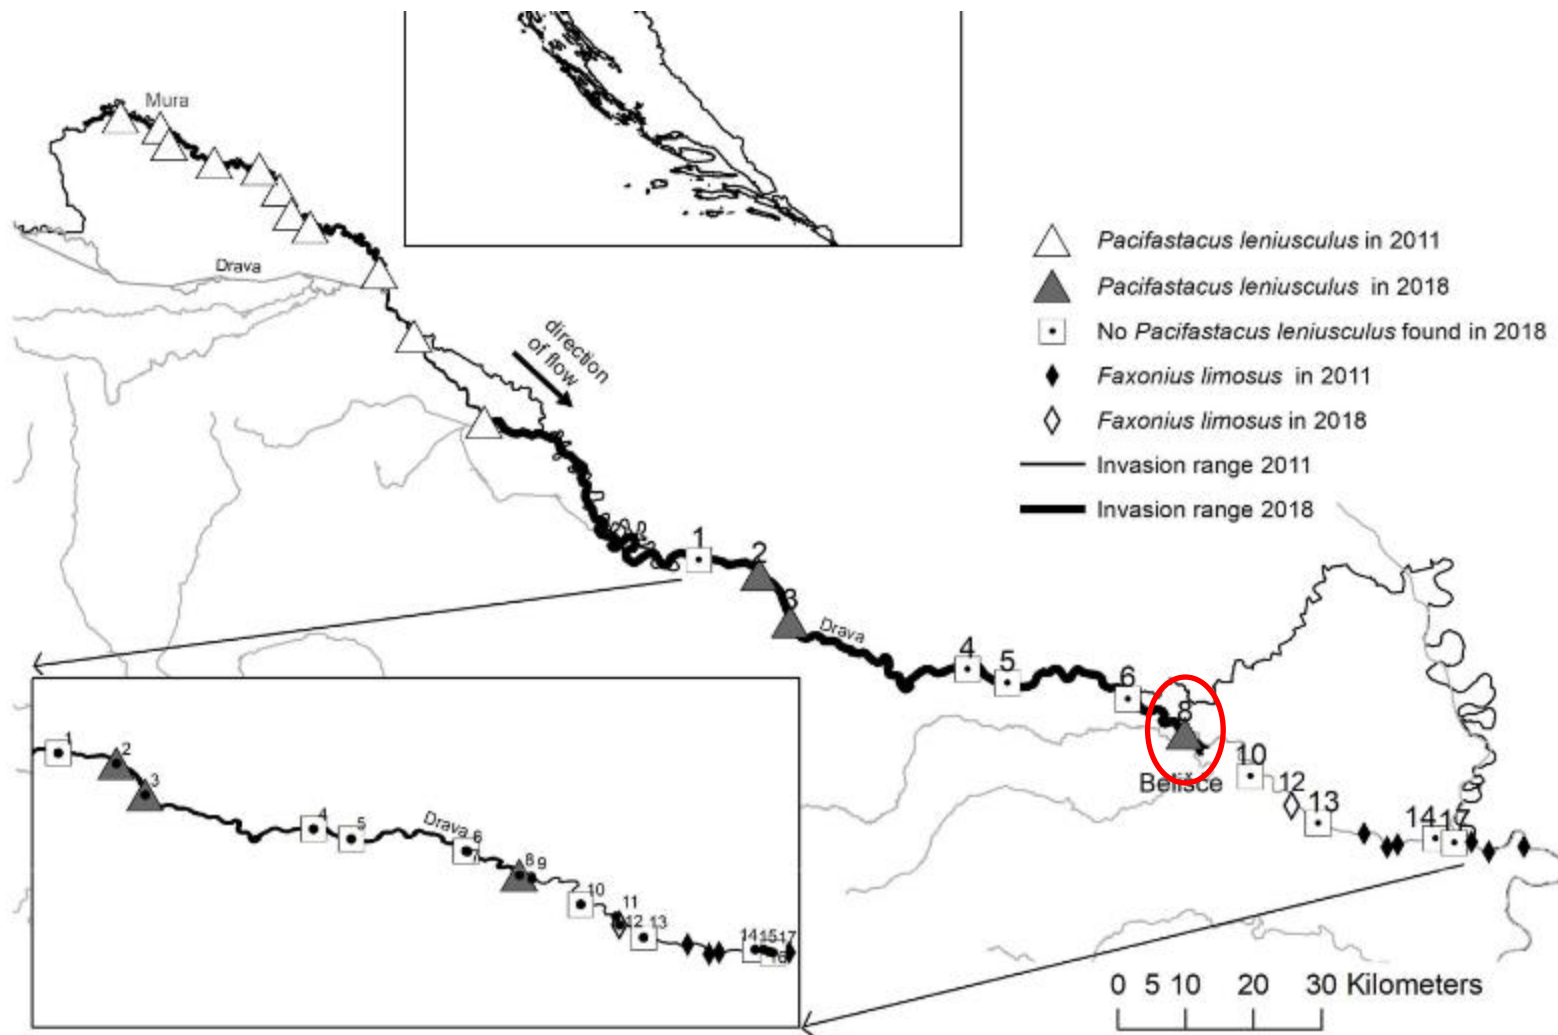 Mura
Drava
direction
of flow
Pacifastacus leniusculus in 2011
Pacifastacus leniusculus in 2018
No Pacifastacus leniusculus found in 2018
Faxonius limosus in 2011
Faxonius limosus in 2018
Invasion range 2011
Invasion range 2018
1
2
3
Drava
4
5
6
8
Belišće
10
12
13
14
17
1
2
3
4
5
Drava
6
7
8
9
10
11
12
13
14
15
17
16
0 5 10 20 30 Kilometers